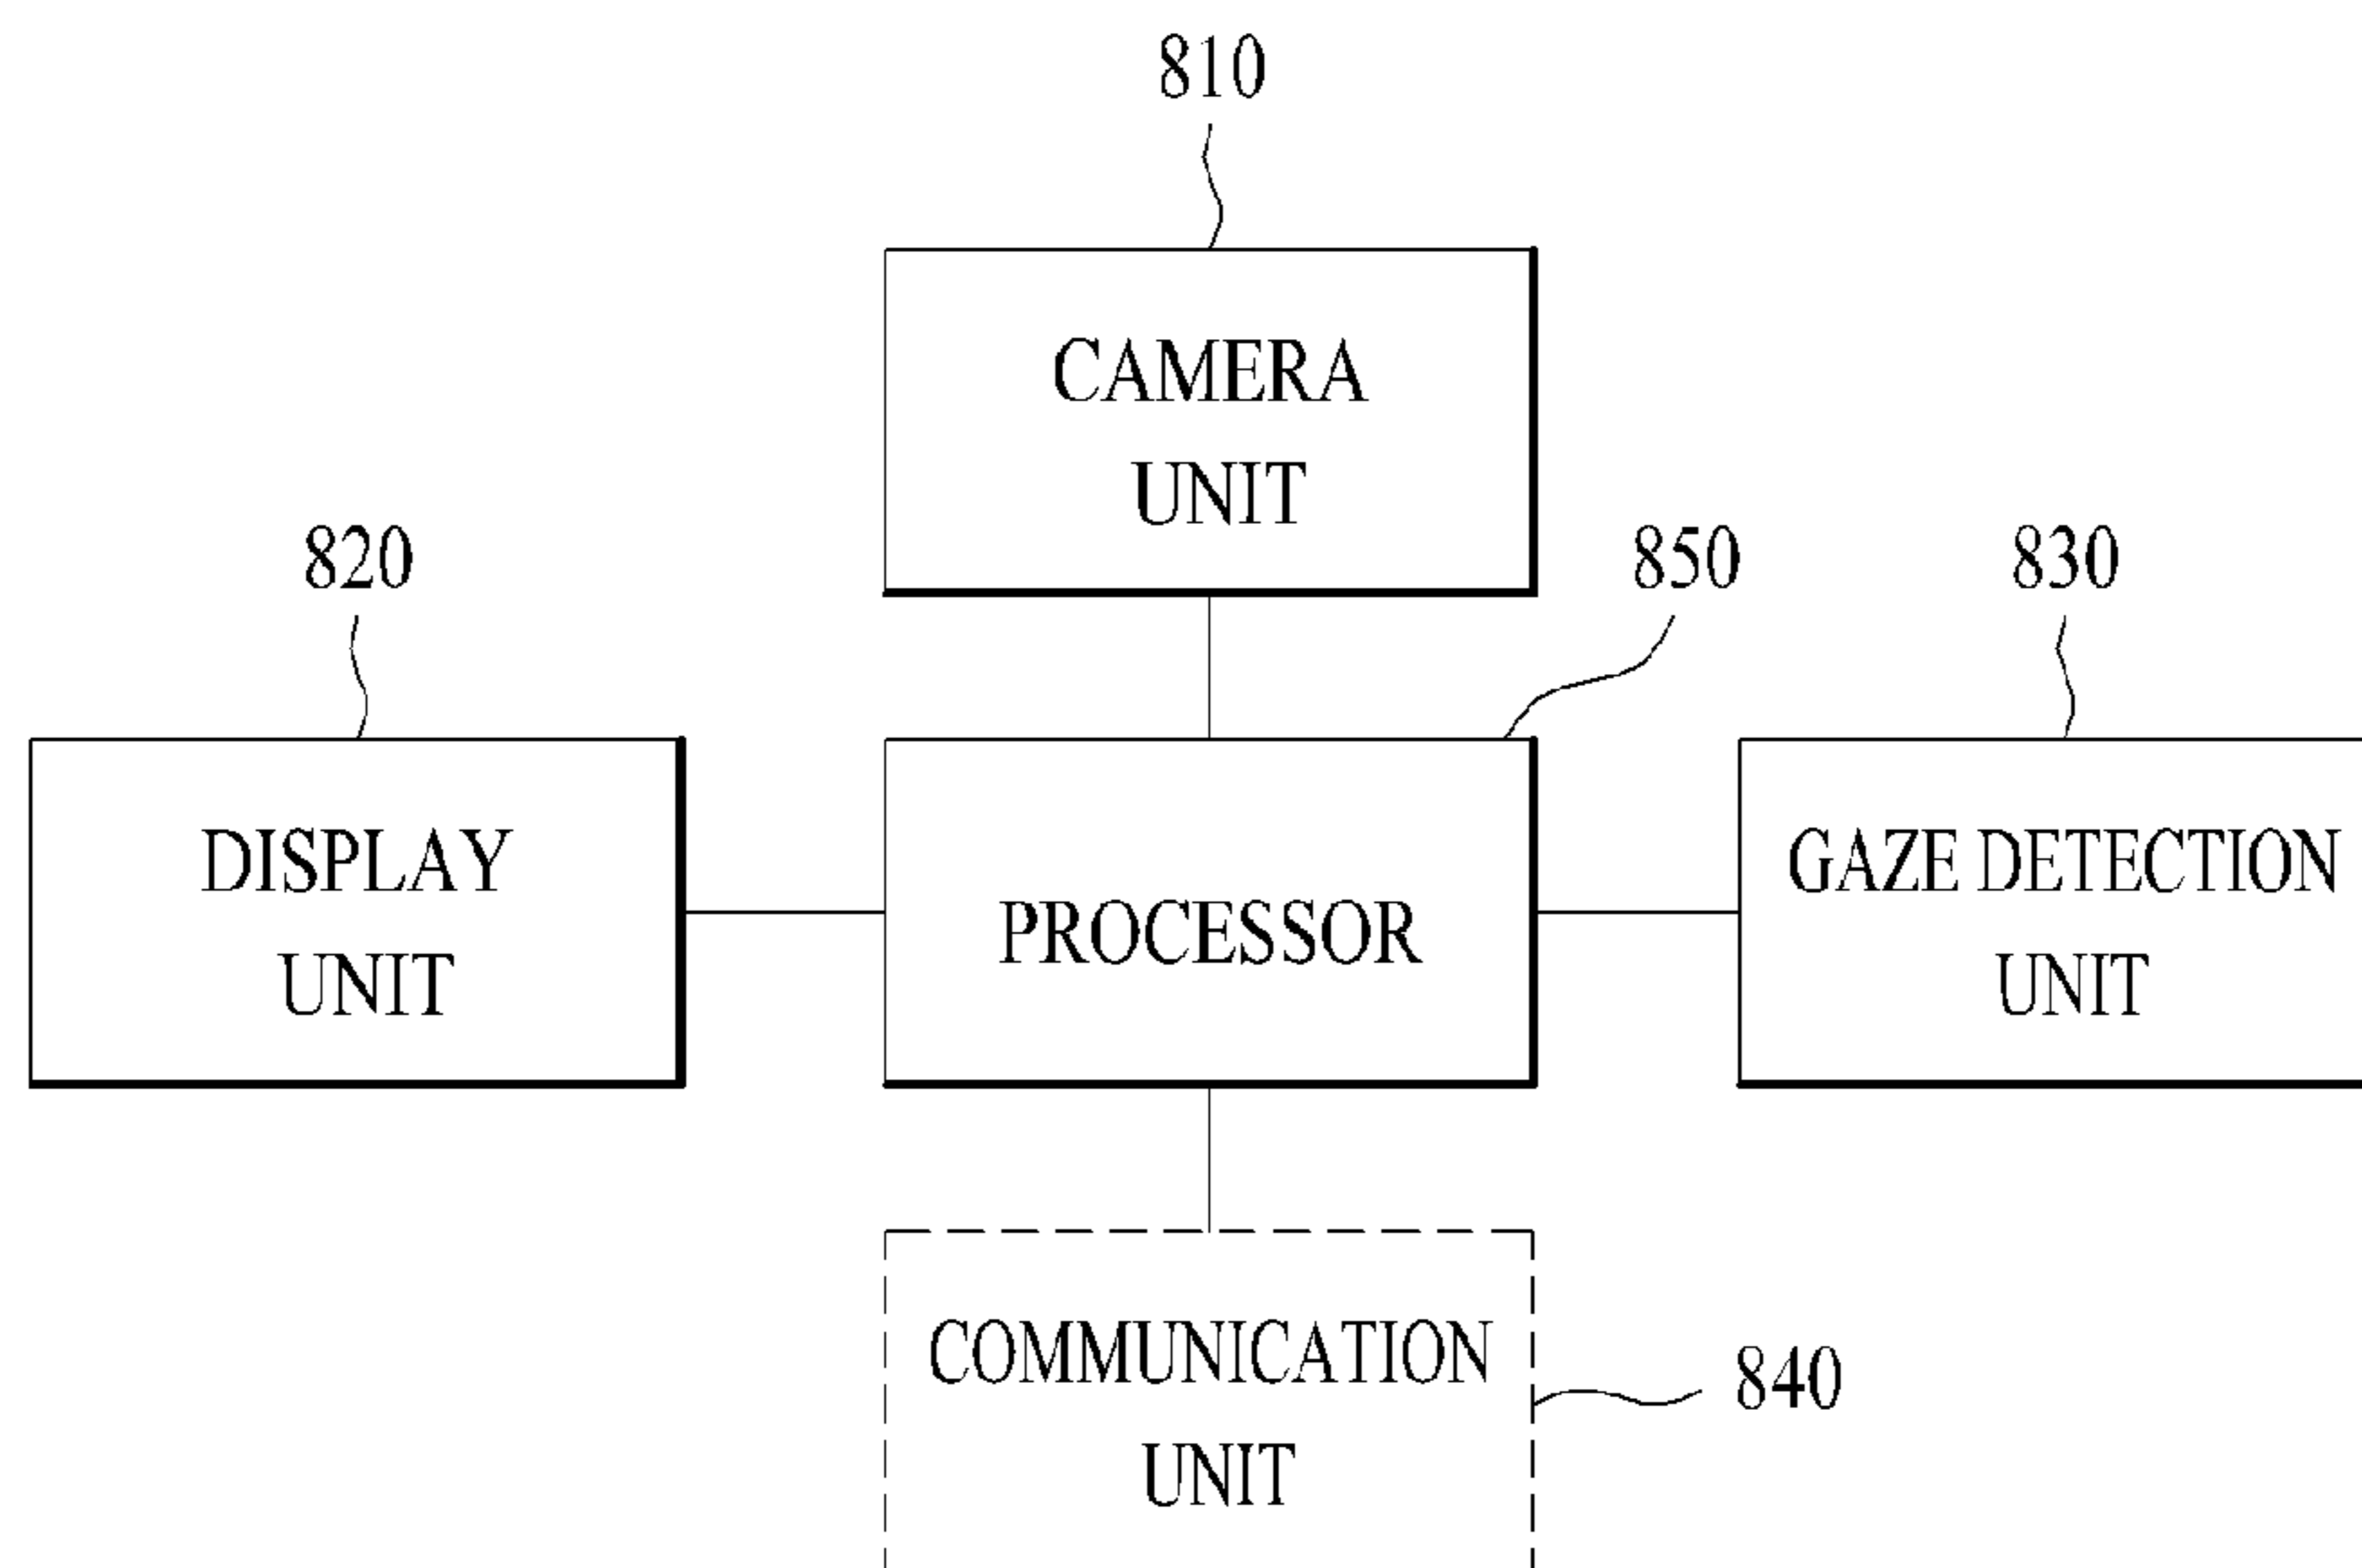 810
CAMERA
UNIT
820
850
830
DISPLAY
UNIT
PROCESSOR
GAZE DETECTION
UNIT
COMMUNICATION
UNIT
840